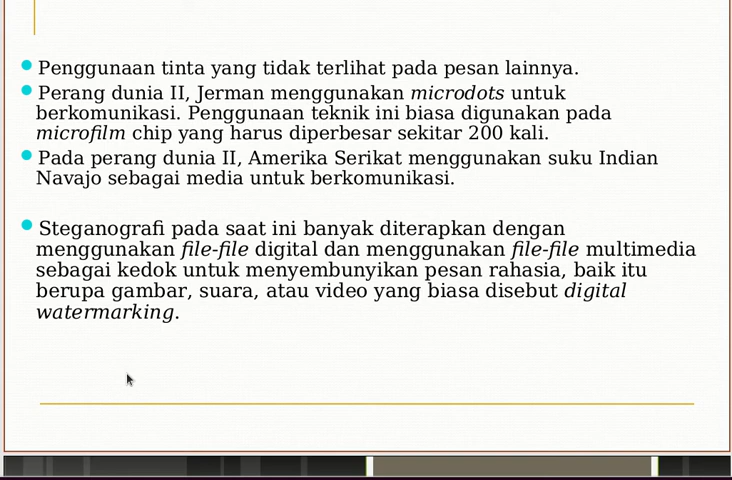 Penggunaan tinta yang tidak terlihat pada pesan lainnya.
Perang dunia II, Jerman menggunakan microdots untuk
berkomunikasi. Penggunaan teknik ini biasa digunakan pada
microfilm chip yang harus diperbesar sekitar 200 kali.
Pada perang dunia II, Amerika Serikat menggunakan suku Indian
Navajo sebagai media untuk berkomunikasi.
Steganografi pada saat ini banyak diterapkan dengan
menggunakan file-file digital dan menggunakan file-file multimedia
sebagai kedok untuk menyembunyikan pesan rahasia, baik itu
berupa gambar, suara, atau video yang biasa disebut digital
watermarking.